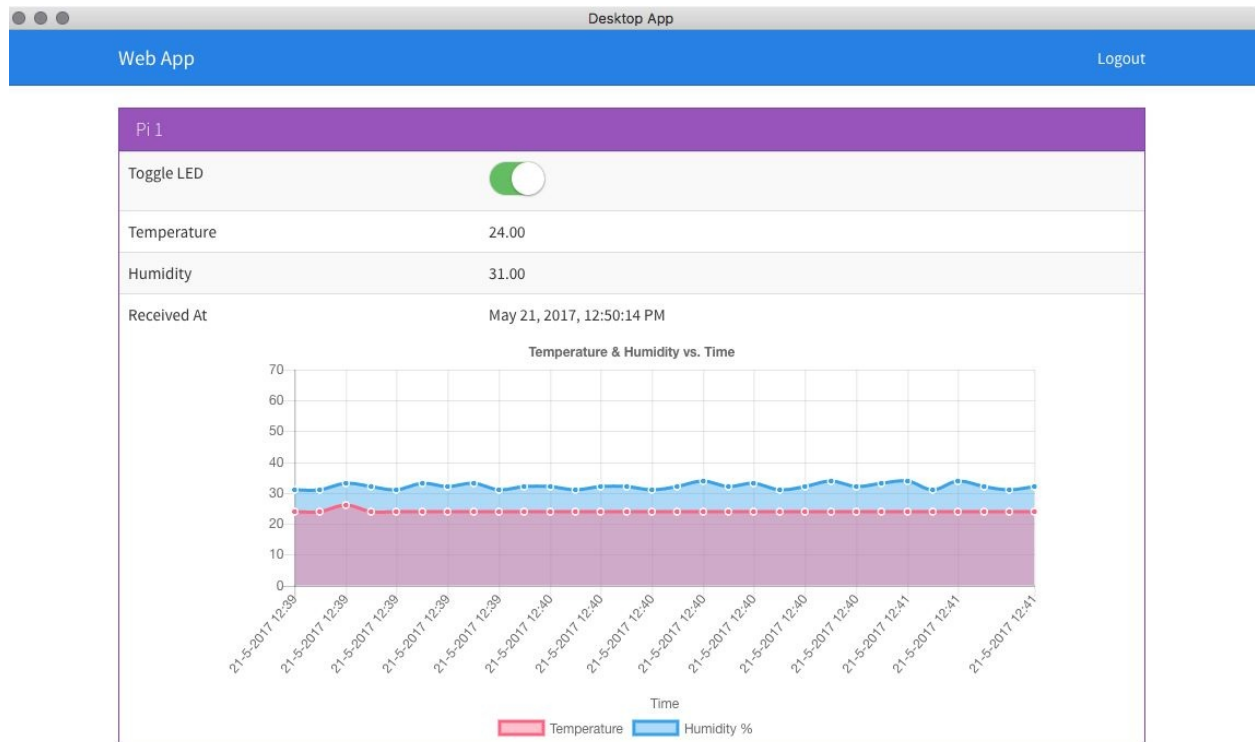 Desktop App
Web App
Logout
Pi 1
Toggle LED
Temperature 24.00
Humidity 31.00
Received At May 21, 2017, 12:50:14 PM
Temperature & Humidity vs. Time
70
60
50
40
30
20
10
0
21-5-2017 12:39
21-5-2017 12:39
21-5-2017 12:39
21-5-2017 12:39
21-5-2017 12:39
21-5-2017 12:40
21-5-2017 12:40
21-5-2017 12:40
21-5-2017 12:40
21-5-2017 12:40
21-5-2017 12:40
21-5-2017 12:40
21-5-2017 12:41
21-5-2017 12:41
21-5-2017 12:41
Time
Temperature Humidity %